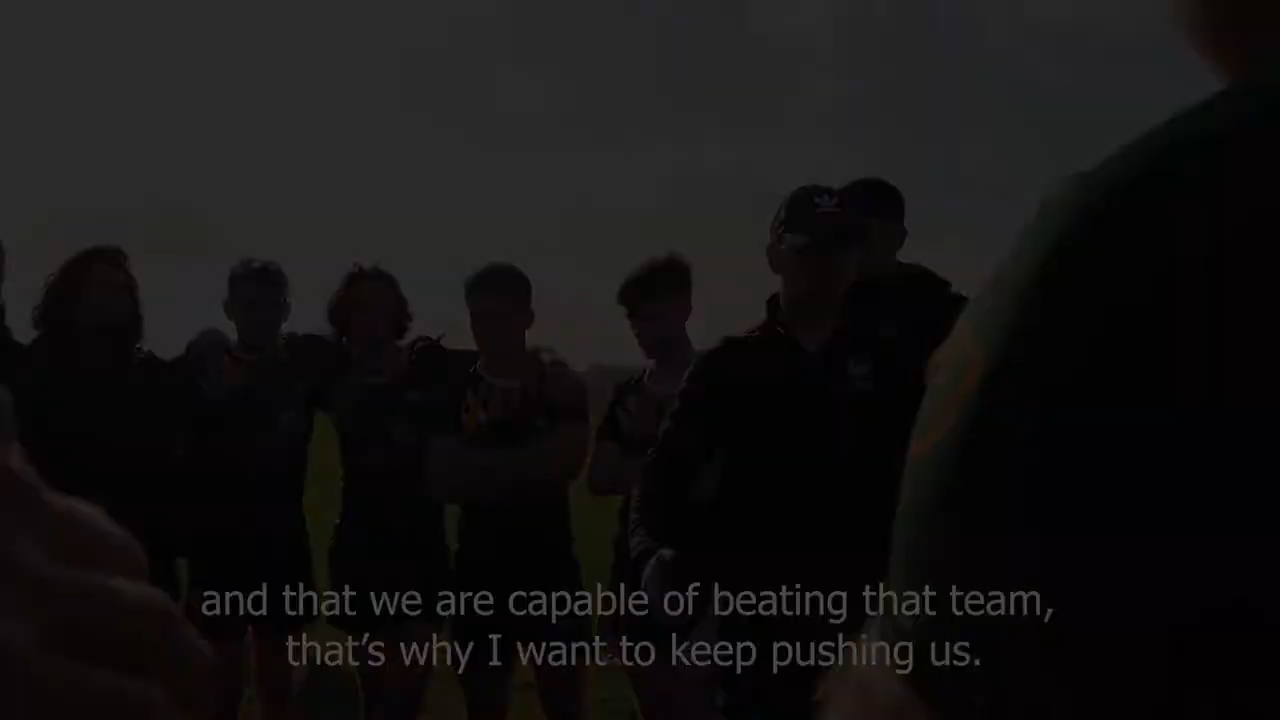 and that we are capable of beating that team,
that’s why I want to keep pushing us.